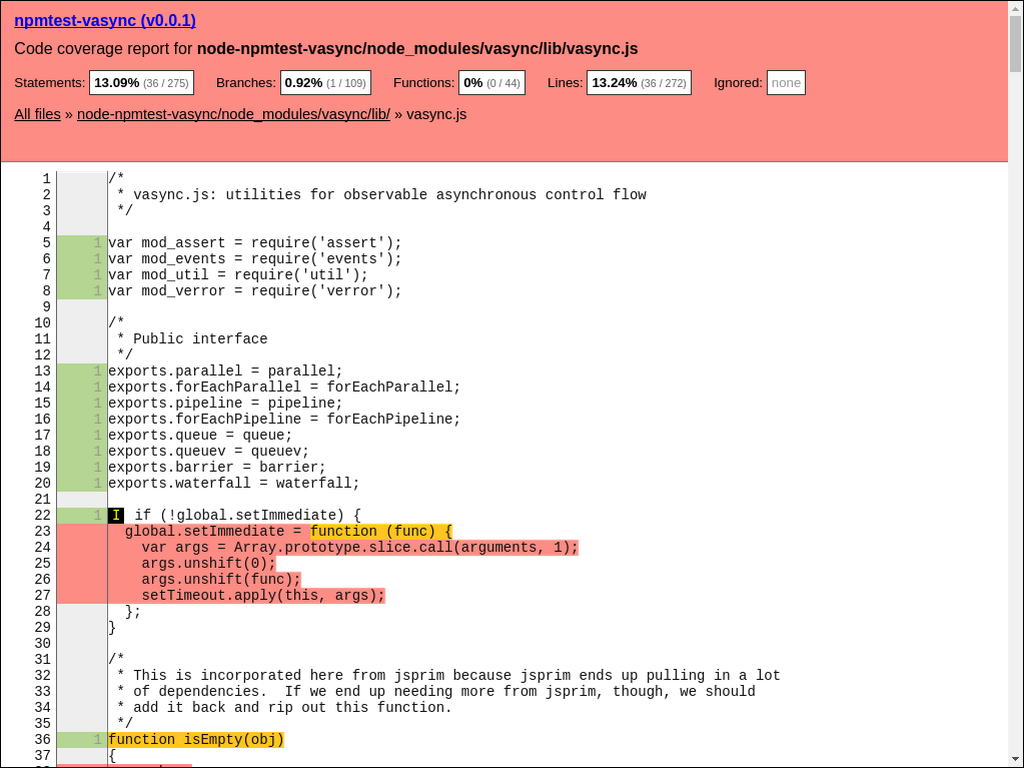 npmtest-vasync (v0.0.1)
Code coverage report for node-npmtest-vasync/node_modules/vasync/lib/vasync.js
Statements: 13.09% (36 / 275) Branches: 0.92% (1 / 109) Functions: 0% (0 / 44) Lines: 13.24% (36 / 272) Ignored: none
All files » node-npmtest-vasync/node_modules/vasync/lib/ » vasync.js
1 /*
2 * vasync.js: utilities for observable asynchronous control flow
3 */
4
5 1 var mod_assert = require('assert');
6 1 var mod_events = require('events');
7 1 var mod_util = require('util');
8 1 var mod_verror = require('verror');
9
10 /*
11 * Public interface
12 */
13 1 exports.parallel = parallel;
14 1 exports.forEachParallel = forEachParallel;
15 1 exports.pipeline = pipeline;
16 1 exports.forEachPipeline = forEachPipeline;
17 1 exports.queue = queue;
18 1 exports.queuev = queuev;
19 1 exports.barrier = barrier;
20 1 exports.waterfall = waterfall;
21
22 1 I if (!global.setImmediate) {
23 global.setImmediate = function (func) {
24 var args = Array.prototype.slice.call(arguments, 1);
25 args.unshift(0);
26 args.unshift(func);
27 setTimeout.apply(this, args);
28 };
29 }
30
31 /*
32 * This is incorporated here from jsprim because jsprim ends up pulling in a lot
33 * of dependencies.  If we end up needing more from jsprim, though, we should
34 * add it back and rip out this function.
35 */
36 1 function isEmpty(obj)
37 {